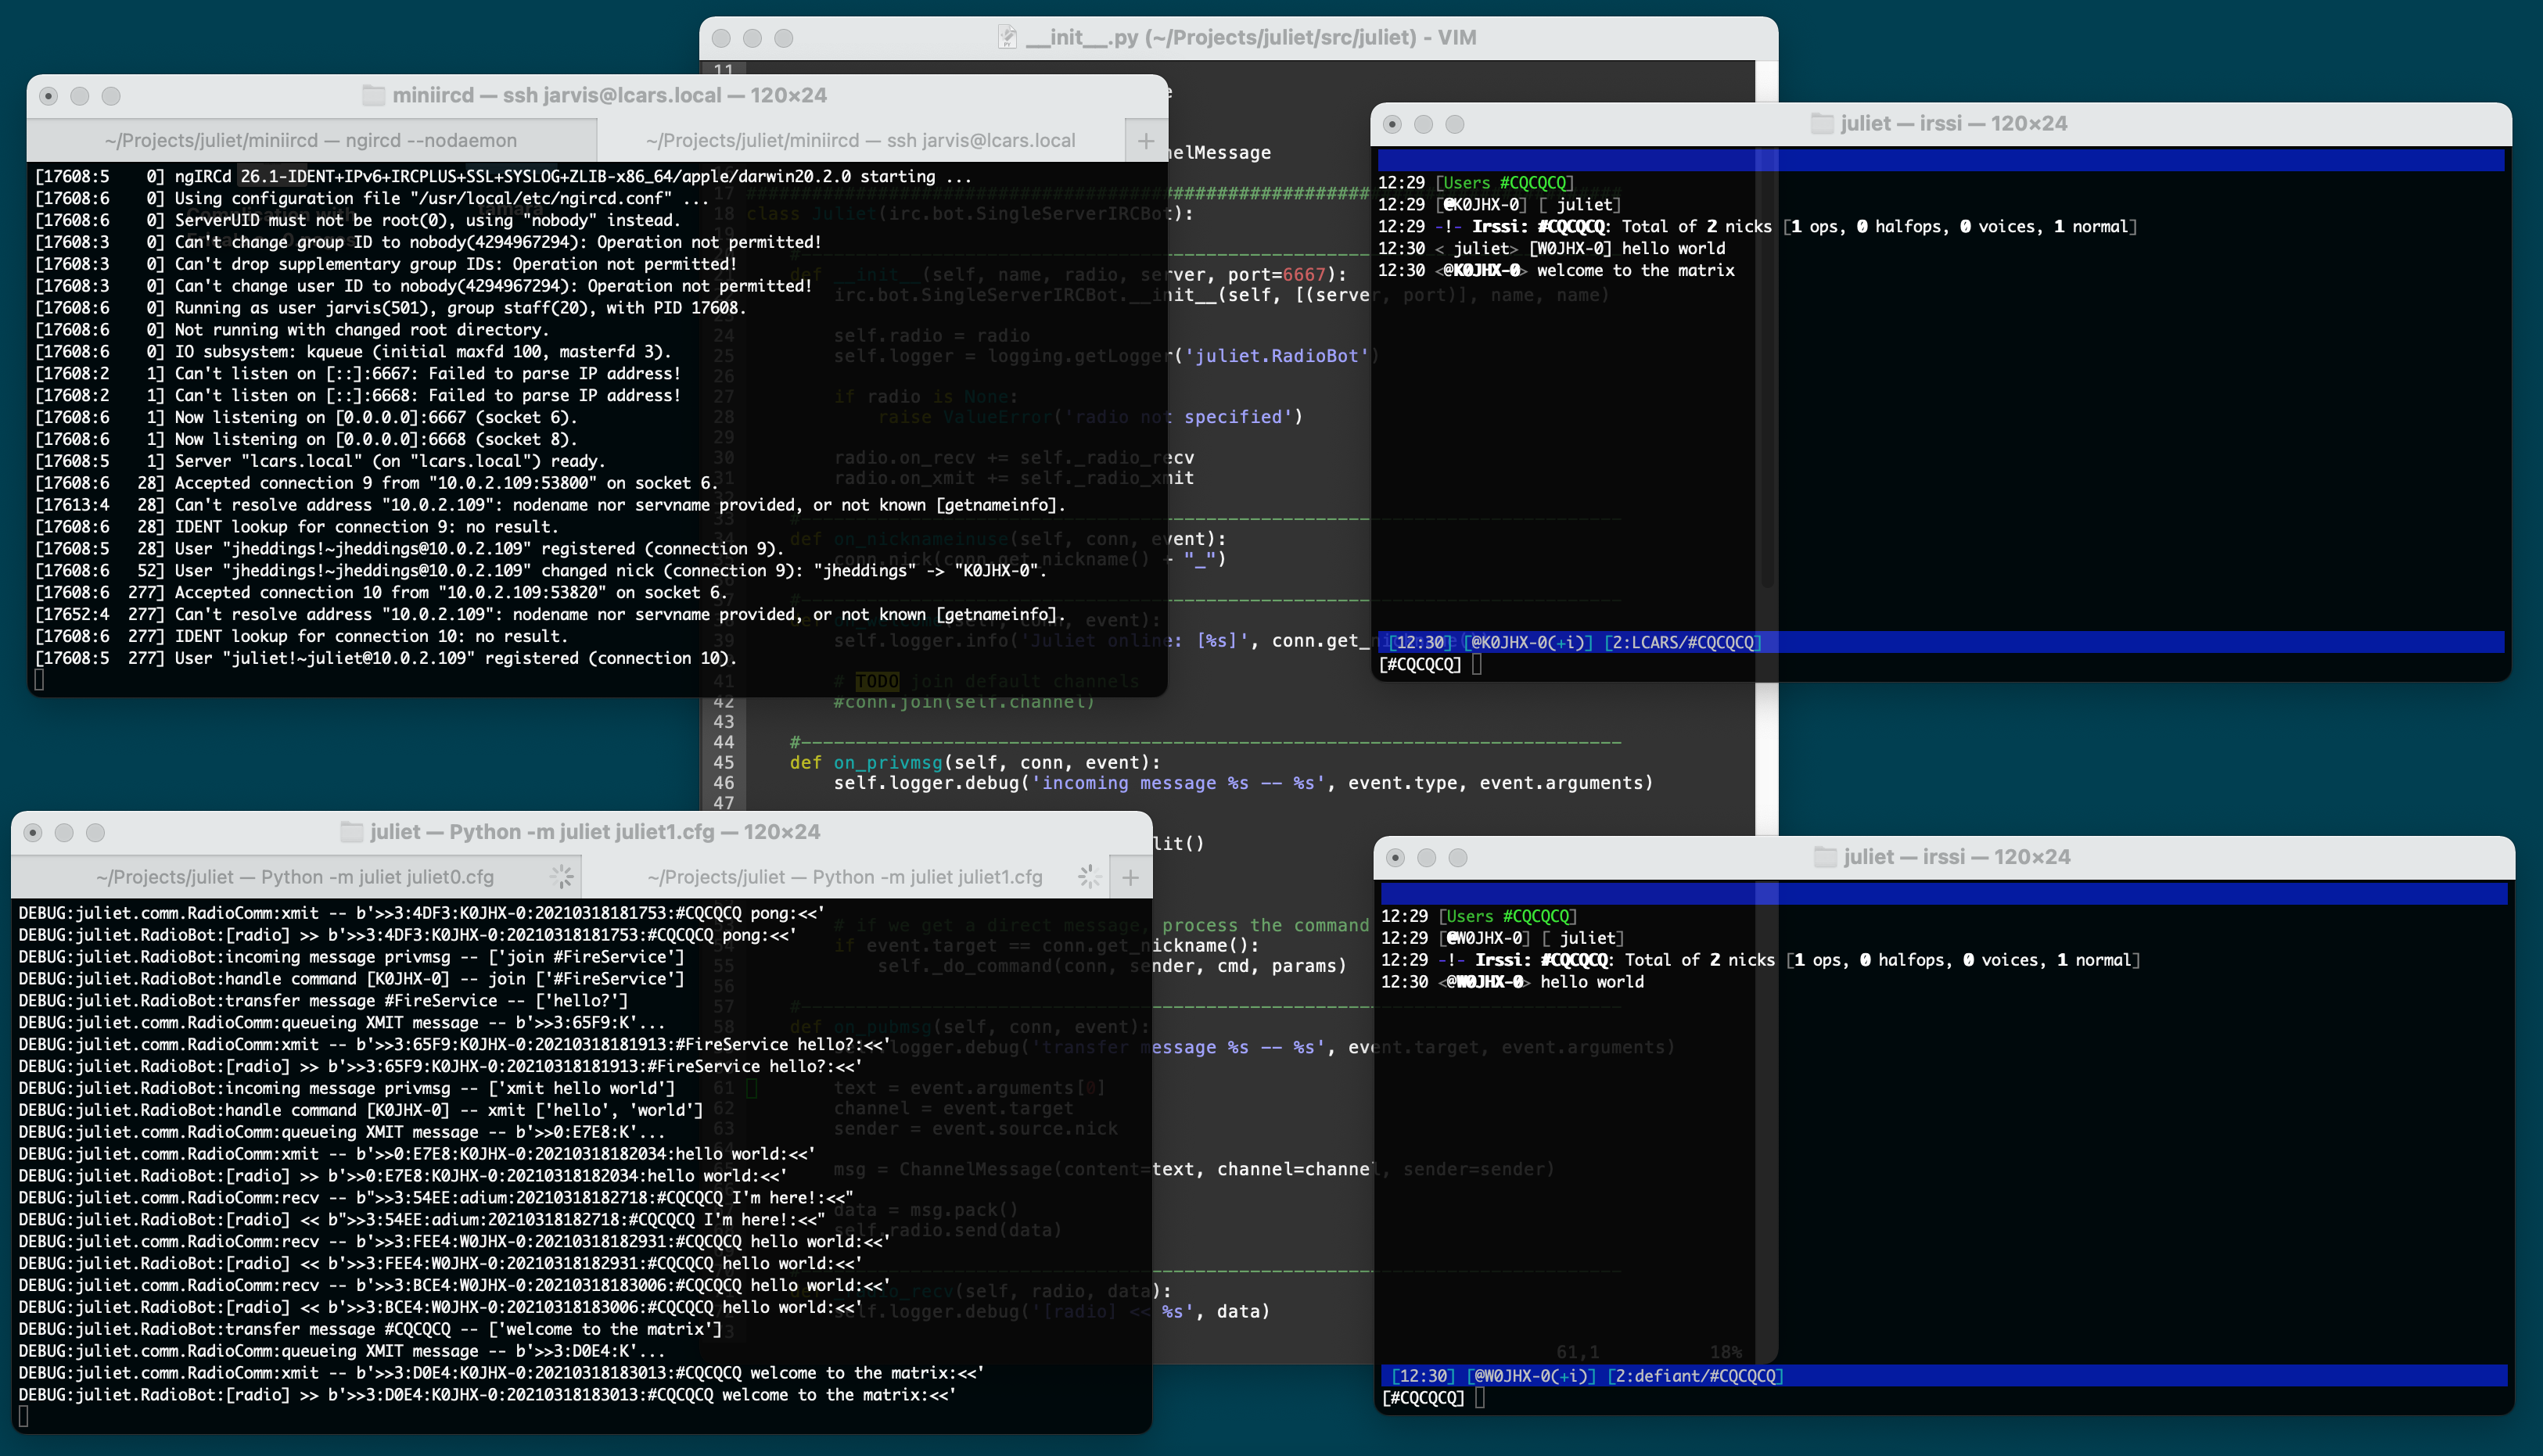 __init__.py (~/Projects/juliet/src/juliet) - VIM
11
miniircd — ssh jarvis@lcars.local — 120×24
~/Projects/juliet/miniircd — ngircd --nodaemon
~/Projects/juliet/miniircd — ssh jarvis@lcars.local
+
[17608:5    0] ngIRCd 26.1-IDENT+IPv6+IRCPLUS+SSL+SYSLOG+ZLIB-x86_64/apple/darwin20.2.0 starting ...
[17608:6    0] Using configuration file "/usr/local/etc/ngircd.conf" ...
[17608:6    0] ServerUID must not be root(0), using "nobody" instead.
[17608:3    0] Can't change group ID to nobody(4294967294): Operation not permitted!
[17608:3    0] Can't drop supplementary group IDs: Operation not permitted!
[17608:3    0] Can't change user ID to nobody(4294967294): Operation not permitted!
[17608:6    0] Running as user jarvis(501), group staff(20), with PID 17608.
[17608:6    0] Not running with changed root directory.
[17608:6    0] IO subsystem: kqueue (initial maxfd 100, masterfd 3).
[17608:2    1] Can't listen on [::]:6667: Failed to parse IP address!
[17608:2    1] Can't listen on [::]:6668: Failed to parse IP address!
[17608:6    1] Now listening on [0.0.0.0]:6667 (socket 6).
[17608:6    1] Now listening on [0.0.0.0]:6668 (socket 8).
[17608:5    1] Server "lcars.local" (on "lcars.local") ready.
[17608:6   28] Accepted connection 9 from "10.0.2.109:53800" on socket 6.
[17613:4   28] Can't resolve address "10.0.2.109": nodename nor servname provided, or not known [getnameinfo].
[17608:6   28] IDENT lookup for connection 9: no result.
[17608:5   28] User "jheddings!~jheddings@10.0.2.109" registered (connection 9).
[17608:6   52] User "jheddings!~jheddings@10.0.2.109" changed nick (connection 9): "jheddings" -> "K0JHX-0".
[17608:6  277] Accepted connection 10 from "10.0.2.109:53820" on socket 6.
[17652:4  277] Can't resolve address "10.0.2.109": nodename nor servname provided, or not known [getnameinfo].
[17608:6  277] IDENT lookup for connection 10: no result.
[17608:5  277] User "juliet!~juliet@10.0.2.109" registered (connection 10).
nelMessage
17
18 class Juliet(irc.bot.SingleServerIRCBot):
def __init__(self, name, radio, server, port=6667):
irc.bot.SingleServerIRCBot.__init__(self, [(server, port)], name, name)
24 self.radio = radio
25 self.logger = logging.getLogger('juliet.RadioBot')
26
27 if radio is None:
28 raise ValueError('radio not specified')
29
30 radio.on_recv += self._radio_recv
31 radio.on_xmit += self._radio_xmit
33 #
34 def on_nicknameinuse(self, conn, event):
conn.nick(conn.get_nickname() + "_")
39 self.logger.info('Juliet online: [%s]', conn.get_
41 # TODO join default channels
42 #conn.join(self.channel)
43
44 #---------------------------------------------------------------------------
45 def on_privmsg(self, conn, event):
46 self.logger.debug('incoming message %s -- %s', event.type, event.arguments)
47
lit()
# if we get a direct message, process the command
if event.target == conn.get_nickname():
55 self._do_command(conn, sender, cmd, params)
56
57 #
58 def on_pubmsg(self, conn, event):
self.logger.debug('transfer message %s -- %s', event.target, event.arguments)
61 text = event.arguments[0]
62 channel = event.target
63 sender = event.source.nick
msg = ChannelMessage(content=text, channel=channel, sender=sender)
data = msg.pack()
self.radio.send(data)
def _radio_recv(self, radio, data):
self.logger.debug('[radio] << %s', data)
61,1 18%
juliet — irssi — 120×24
12:29 [Users #CQCQCQ]
12:29 [@K0JHX-0] [ juliet]
12:29 -!- Irssi: #CQCQCQ: Total of 2 nicks [1 ops, 0 halfops, 0 voices, 1 normal]
12:30 < juliet> [W0JHX-0] hello world
12:30 <@K0JHX-0> welcome to the matrix
[12:30] [@K0JHX-0(+i)] [2:LCARS/#CQCQCQ]
[#CQCQCQ]
juliet — Python -m juliet juliet1.cfg — 120×24
~/Projects/juliet — Python -m juliet juliet0.cfg
~/Projects/juliet — Python -m juliet juliet1.cfg
+
DEBUG:juliet.comm.RadioComm:xmit -- b'>>3:4DF3:K0JHX-0:20210318181753:#CQCQCQ pong:<<'
DEBUG:juliet.RadioBot:[radio] >> b'>>3:4DF3:K0JHX-0:20210318181753:#CQCQCQ pong:<<'
DEBUG:juliet.RadioBot:incoming message privmsg -- ['join #FireService']
DEBUG:juliet.RadioBot:handle command [K0JHX-0] -- join ['#FireService']
DEBUG:juliet.RadioBot:transfer message #FireService -- ['hello?']
DEBUG:juliet.comm.RadioComm:queueing XMIT message -- b'>>3:65F9:K'...
DEBUG:juliet.comm.RadioComm:xmit -- b'>>3:65F9:K0JHX-0:20210318181913:#FireService hello?:<<'
DEBUG:juliet.RadioBot:[radio] >> b'>>3:65F9:K0JHX-0:20210318181913:#FireService hello?:<<'
DEBUG:juliet.RadioBot:incoming message privmsg -- ['xmit hello world']
DEBUG:juliet.RadioBot:handle command [K0JHX-0] -- xmit ['hello', 'world']
DEBUG:juliet.comm.RadioComm:queueing XMIT message -- b'>>0:E7E8:K'...
DEBUG:juliet.comm.RadioComm:xmit -- b'>>0:E7E8:K0JHX-0:20210318182034:hello world:<<'
DEBUG:juliet.RadioBot:[radio] >> b'>>0:E7E8:K0JHX-0:20210318182034:hello world:<<'
DEBUG:juliet.comm.RadioComm:recv -- b">>3:54EE:adium:20210318182718:#CQCQCQ I'm here!:<<"
DEBUG:juliet.RadioBot:[radio] << b">>3:54EE:adium:20210318182718:#CQCQCQ I'm here!:<<"
DEBUG:juliet.comm.RadioComm:recv -- b'>>3:FEE4:W0JHX-0:20210318182931:#CQCQCQ hello world:<<'
DEBUG:juliet.RadioBot:[radio] << b'>>3:FEE4:W0JHX-0:20210318182931:#CQCQCQ hello world:<<'
DEBUG:juliet.comm.RadioComm:recv -- b'>>3:BCE4:W0JHX-0:20210318183006:#CQCQCQ hello world:<<'
DEBUG:juliet.RadioBot:[radio] << b'>>3:BCE4:W0JHX-0:20210318183006:#CQCQCQ hello world:<<'
DEBUG:juliet.RadioBot:transfer message #CQCQCQ -- ['welcome to the matrix']
DEBUG:juliet.comm.RadioComm:queueing XMIT message -- b'>>3:D0E4:K'...
DEBUG:juliet.comm.RadioComm:xmit -- b'>>3:D0E4:K0JHX-0:20210318183013:#CQCQCQ welcome to the matrix:<<'
DEBUG:juliet.RadioBot:[radio] >> b'>>3:D0E4:K0JHX-0:20210318183013:#CQCQCQ welcome to the matrix:<<'
juliet — irssi — 120×24
12:29 [Users #CQCQCQ]
12:29 [@W0JHX-0] [ juliet]
12:29 -!- Irssi: #CQCQCQ: Total of 2 nicks [1 ops, 0 halfops, 0 voices, 1 normal]
12:30 <@W0JHX-0> hello world
[12:30] [@W0JHX-0(+i)] [2:defiant/#CQCQCQ]
[#CQCQCQ]